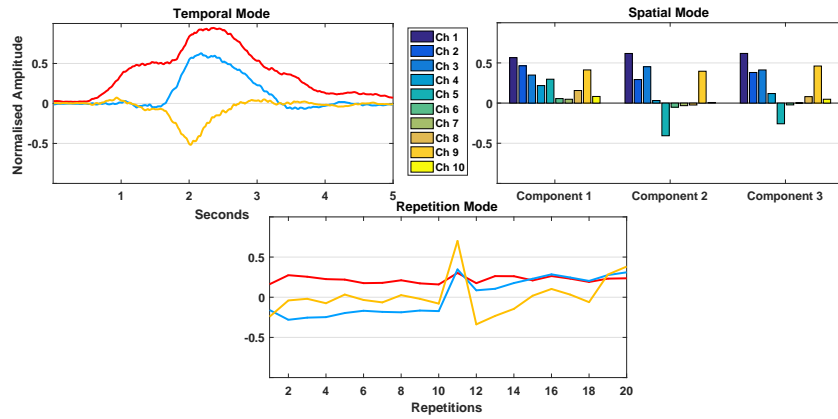 Temporal Mode
Normalised Amplitude
0.5
0
-0.5
1 2 3 4 5
Seconds
Ch 1
Ch 2
Ch 3
Ch 4
Ch 5
Ch 6
Ch 7
Ch 8
Ch 9
Ch 10
Spatial Mode
0.5
0
-0.5
Component 1 Component 2 Component 3
Repetition Mode
0.5
0
-0.5
2 4 6 8 10 12 14 16 18 20
Repetitions